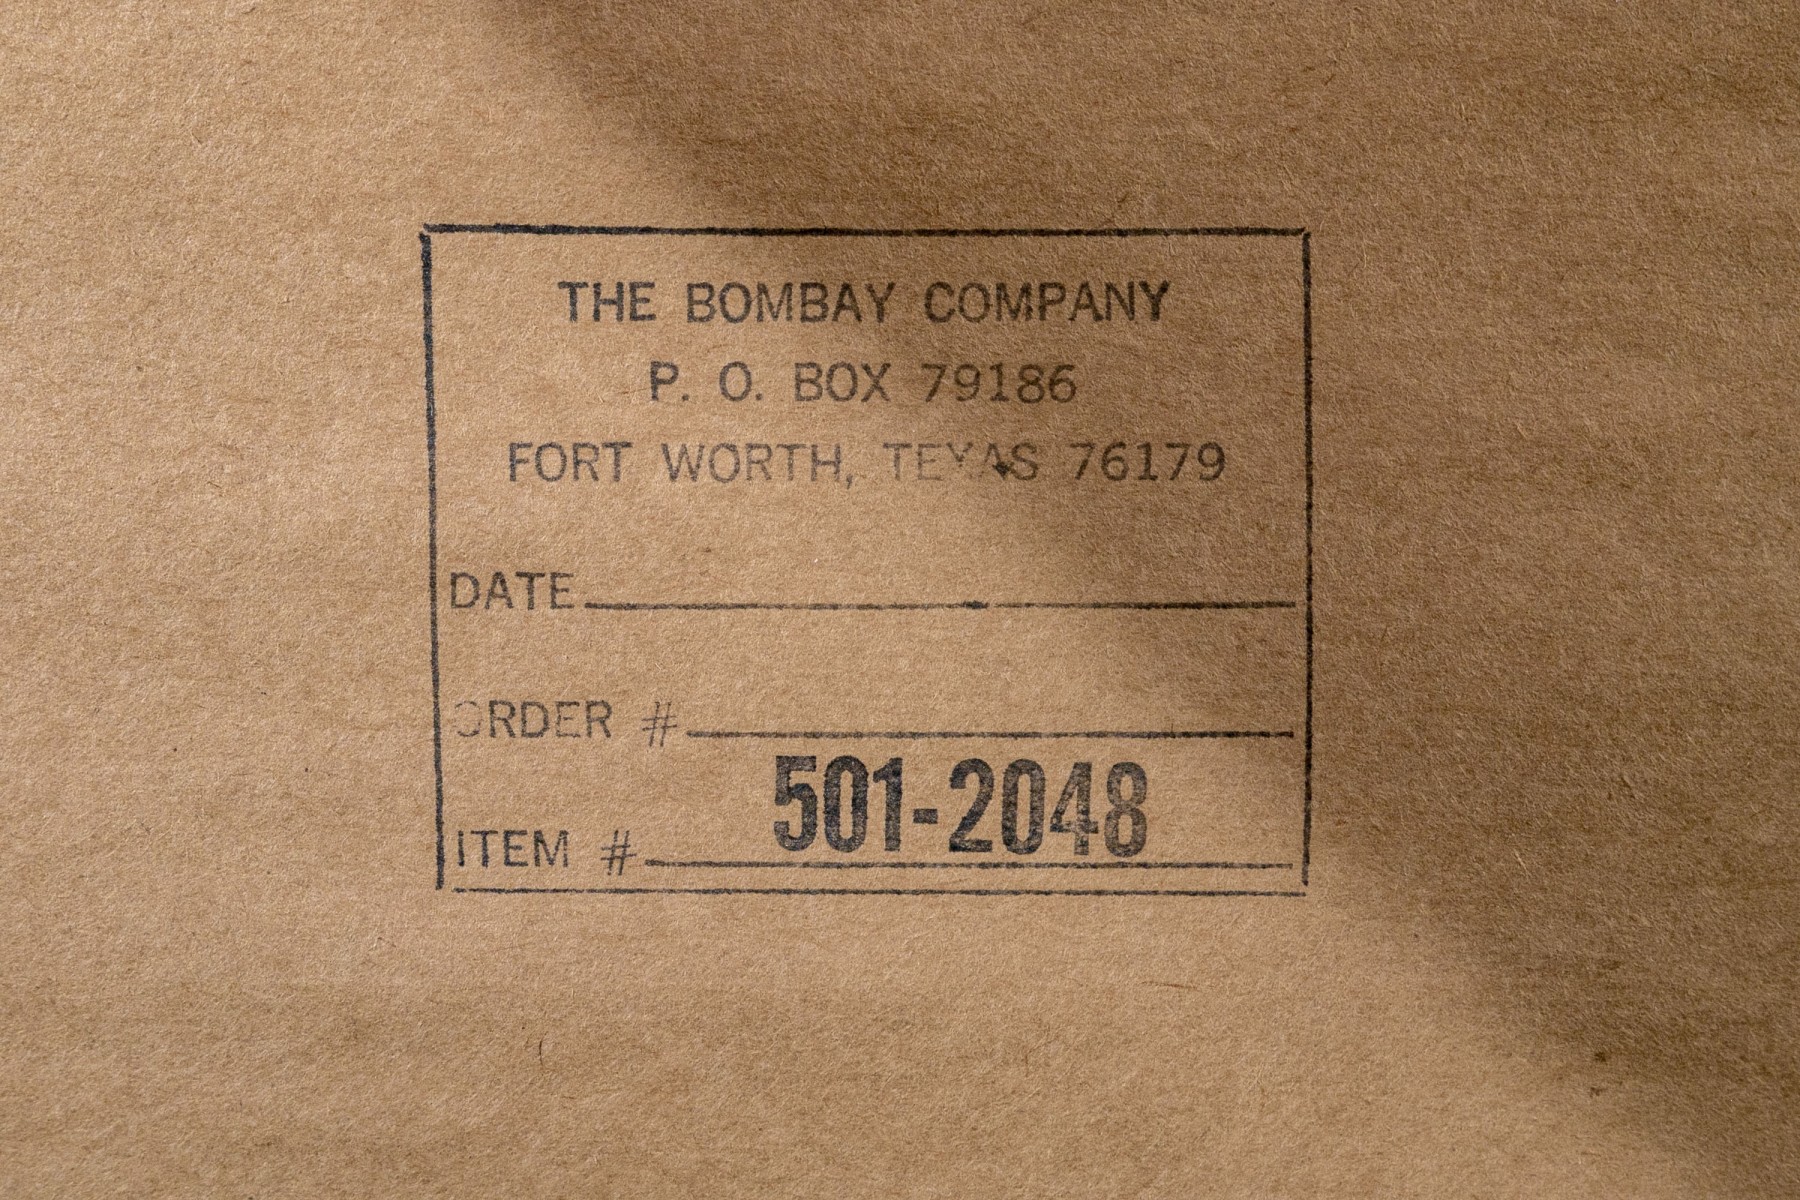 THE BOMBAY COMPANY
P. O. BOX 79186
FORT WORTH, TEXAS 76179
DATE
ORDER #
ITEM # 501-2048